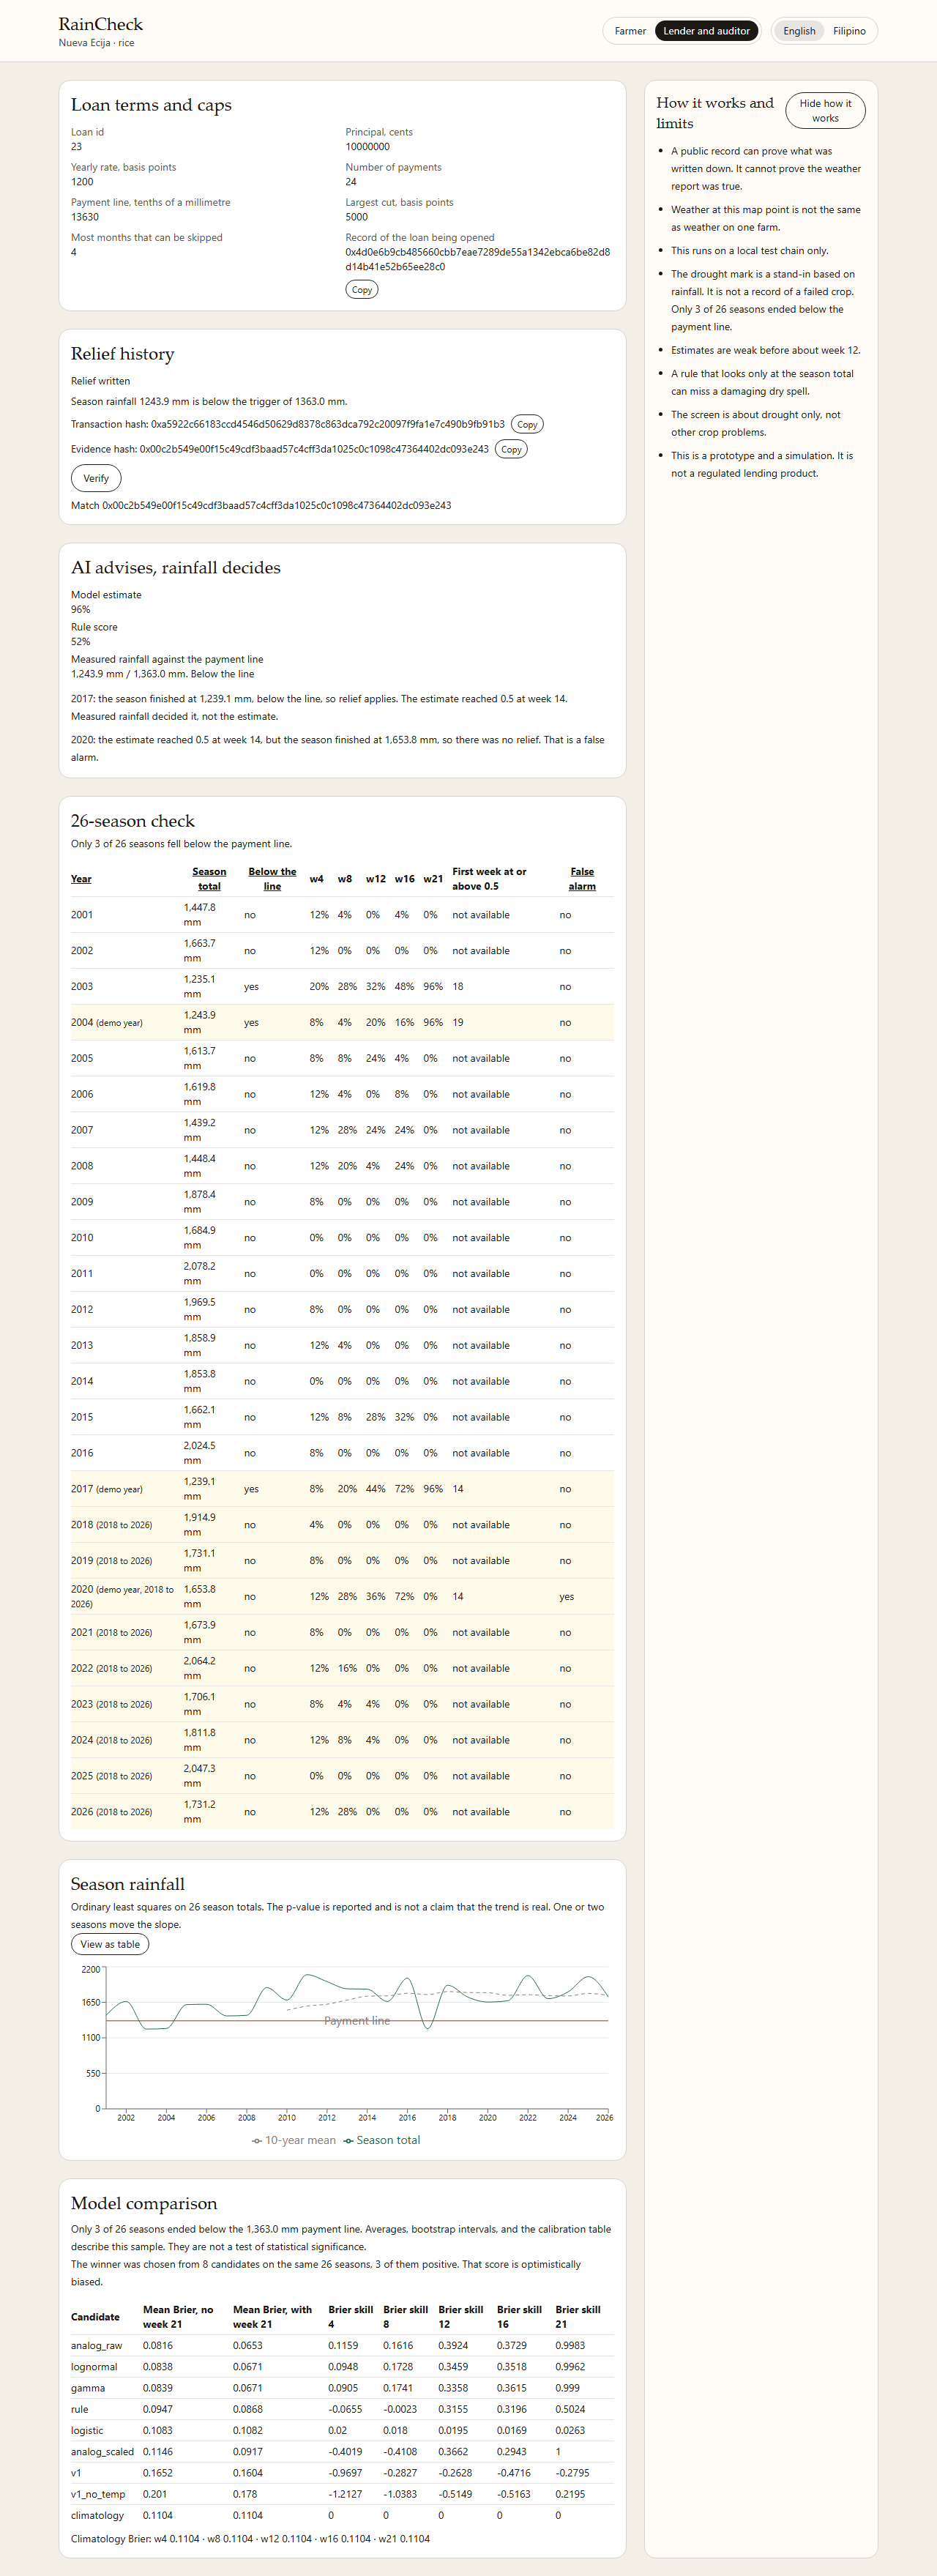 RainCheck
Nueva Ecija · rice
Farmer
Lender and auditor
English
Filipino
Loan terms and caps
Loan id
23
Principal, cents
10000000
Yearly rate, basis points
1200
Number of payments
24
Payment line, tenths of a millimetre
13630
Largest cut, basis points
5000
Most months that can be skipped
4
Record of the loan being opened
0x4d0e6b9cb485660cbb7eae7289de55a1342ebca6be82d8
d14b41e52b65ee28c0
Copy
Relief history
Relief written
Season rainfall 1243.9 mm is below the trigger of 1363.0 mm.
Transaction hash: 0xa5922c66183ccd4546d50629d8378c863dca792c20097f9fa1e7c490b9fb91b3 Copy
Evidence hash: 0x00c2b549e00f15c49cdf3baad57c4cff3da1025c0c1098c47364402dc093e243 Copy
Verify
Match 0x00c2b549e00f15c49cdf3baad57c4cff3da1025c0c1098c47364402dc093e243
AI advises, rainfall decides
Model estimate
96%
Rule score
52%
Measured rainfall against the payment line
1,243.9 mm / 1,363.0 mm. Below the line
2017: the season finished at 1,239.1 mm, below the line, so relief applies. The estimate reached 0.5 at week 14.
Measured rainfall decided it, not the estimate.
2020: the estimate reached 0.5 at week 14, but the season finished at 1,653.8 mm, so there was no relief. That is a false
alarm.
26-season check
Only 3 of 26 seasons fell below the payment line.
Year Season total Below the line w4 w8 w12 w16 w21 First week at or above 0.5 False alarm
2001 1,447.8 mm no 12% 4% 0% 4% 0% not available no
2002 1,663.7 mm no 12% 0% 0% 0% 0% not available no
2003 1,235.1 mm yes 20% 28% 32% 48% 96% 18 no
2004 (demo year) 1,243.9 mm yes 8% 4% 20% 16% 96% 19 no
2005 1,613.7 mm no 8% 8% 24% 4% 0% not available no
2006 1,619.8 mm no 12% 4% 0% 8% 0% not available no
2007 1,439.2 mm no 12% 28% 24% 24% 0% not available no
2008 1,448.4 mm no 12% 20% 4% 24% 0% not available no
2009 1,878.4 mm no 8% 0% 0% 0% 0% not available no
2010 1,684.9 mm no 0% 0% 0% 0% 0% not available no
2011 2,078.2 mm no 0% 0% 0% 0% 0% not available no
2012 1,969.5 mm no 8% 0% 0% 0% 0% not available no
2013 1,858.9 mm no 12% 4% 0% 0% 0% not available no
2014 1,853.8 mm no 0% 0% 0% 0% 0% not available no
2015 1,662.1 mm no 12% 8% 28% 32% 0% not available no
2016 2,024.5 mm no 8% 0% 0% 0% 0% not available no
2017 (demo year) 1,239.1 mm yes 8% 20% 44% 72% 96% 14 no
2018 (2018 to 2026) 1,914.9 mm no 4% 0% 0% 0% 0% not available no
2019 (2018 to 2026) 1,731.1 mm no 8% 0% 0% 0% 0% not available no
2020 (demo year, 2018 to 2026) 1,653.8 mm no 12% 28% 36% 72% 0% 14 yes
2021 (2018 to 2026) 1,673.9 mm no 8% 0% 0% 0% 0% not available no
2022 (2018 to 2026) 2,064.2 mm no 12% 16% 0% 0% 0% not available no
2023 (2018 to 2026) 1,706.1 mm no 8% 4% 4% 0% 0% not available no
2024 (2018 to 2026) 1,811.8 mm no 12% 8% 4% 0% 0% not available no
2025 (2018 to 2026) 2,047.3 mm no 0% 0% 0% 0% 0% not available no
2026 (2018 to 2026) 1,731.2 mm no 12% 28% 0% 0% 0% not available no
Season rainfall
Ordinary least squares on 26 season totals. The p-value is reported and is not a claim that the trend is real. One or two
seasons move the slope.
View as table
2200
1650
1100
550
0
Payment line
2002 2004 2006 2008 2010 2012 2014 2016 2018 2020 2022 2024 2026
10-year mean Season total
Model comparison
Only 3 of 26 seasons ended below the 1,363.0 mm payment line. Averages, bootstrap intervals, and the calibration table
describe this sample. They are not a test of statistical significance.
The winner was chosen from 8 candidates on the same 26 seasons, 3 of them positive. That score is optimistically
biased.
Candidate Mean Brier, no week 21 Mean Brier, with week 21 Brier skill 4 Brier skill 8 Brier skill 12 Brier skill 16 Brier skill 21
analog_raw 0.0816 0.0653 0.1159 0.1616 0.3924 0.3729 0.9983
lognormal 0.0838 0.0671 0.0948 0.1728 0.3459 0.3518 0.9962
gamma 0.0839 0.0671 0.0905 0.1741 0.3358 0.3615 0.999
rule 0.0947 0.0868 -0.0655 -0.0023 0.3155 0.3196 0.5024
logistic 0.1083 0.1082 0.02 0.018 0.0195 0.0169 0.0263
analog_scaled 0.1146 0.0917 -0.4019 -0.4108 0.3662 0.2943 1
v1 0.1652 0.1604 -0.9697 -0.2827 -0.2628 -0.4716 -0.2795
v1_no_temp 0.201 0.178 -1.2127 -1.0383 -0.5149 -0.5163 0.2195
climatology 0.1104 0.1104 0 0 0 0 0
Climatology Brier: w4 0.1104 · w8 0.1104 · w12 0.1104 · w16 0.1104 · w21 0.1104
How it works and
limits
Hide how it
works
• A public record can prove what was
written down. It cannot prove the weather
report was true.
• Weather at this map point is not the same
as weather on one farm.
• This runs on a local test chain only.
• The drought mark is a stand-in based on
rainfall. It is not a record of a failed crop.
Only 3 of 26 seasons ended below the
payment line.
• Estimates are weak before about week 12.
• A rule that looks only at the season total
can miss a damaging dry spell.
• The screen is about drought only, not
other crop problems.
• This is a prototype and a simulation. It is
not a regulated lending product.